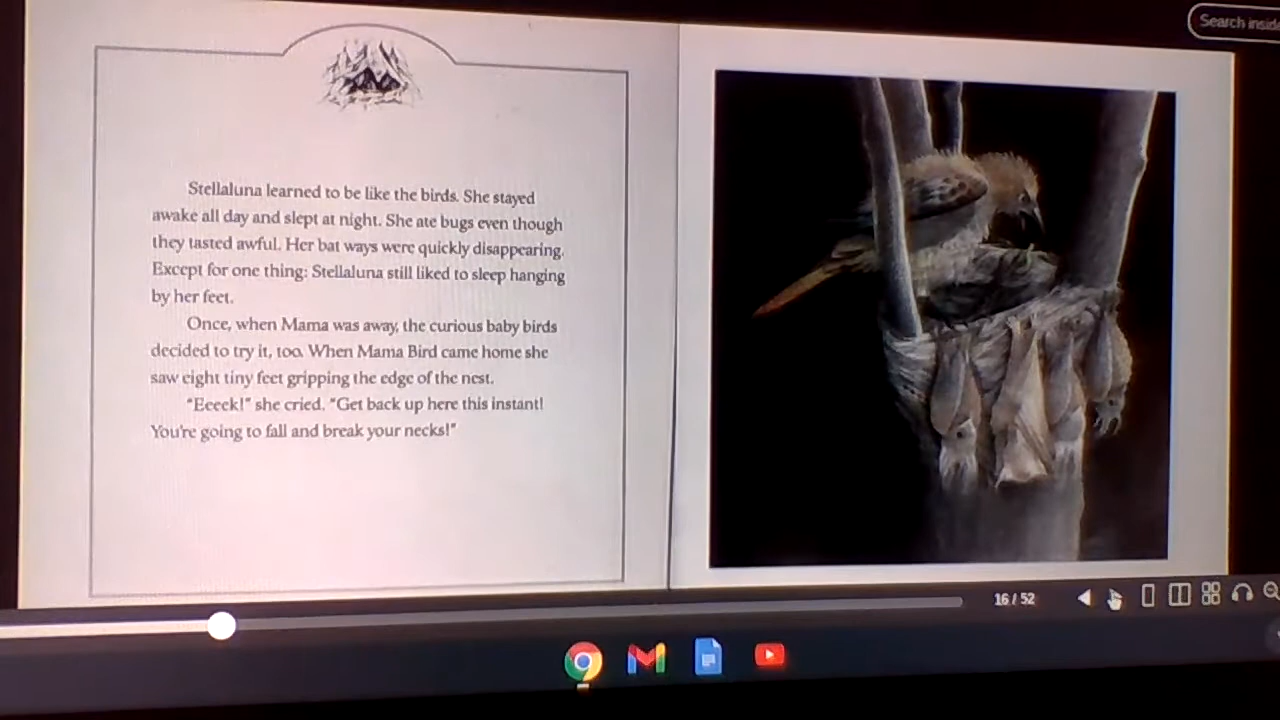 Search insid
Stellaluna learned to be like the birds. She stayed
awake all day and slept at night. She ate bugs even though
they tasted awful. Her bat ways were quickly disappearing.
Except for one thing: Stellaluna still liked to sleep hanging
by her feet.
Once, when Mama was away, the curious baby birds
decided to try it, too. When Mama Bird came home she
saw eight tiny feet gripping the edge of the nest.
"Eeeek!" she cried. "Get back up here this instant!
You're going to fall and break your necks!"
16 / 52